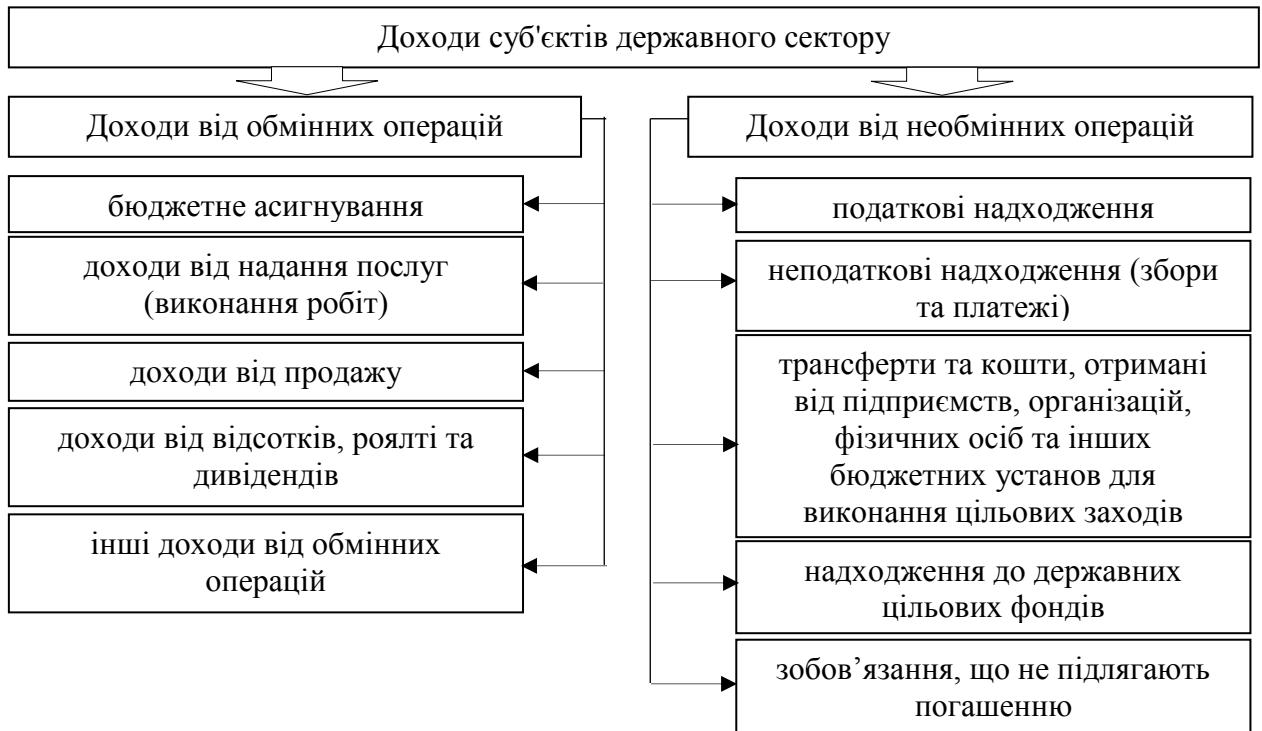 Доходи суб'єктів державного сектору
Доходи від обмінних операцій
бюджетне асигнування
доходи від надання послуг
(виконання робіт)
доходи від продажу
доходи від відсотків, роялті та
дивідендів
інші доходи від обмінних
операцій
Доходи від необмінних операцій
податкові надходження
неподаткові надходження (збори
та платежі)
трансферти та кошти, отримані
від підприємств, організацій,
фізичних осіб та інших
бюджетних установ для
виконання цільових заходів
надходження до державних
цільових фондів
зобов’язання, що не підлягають
погашенню